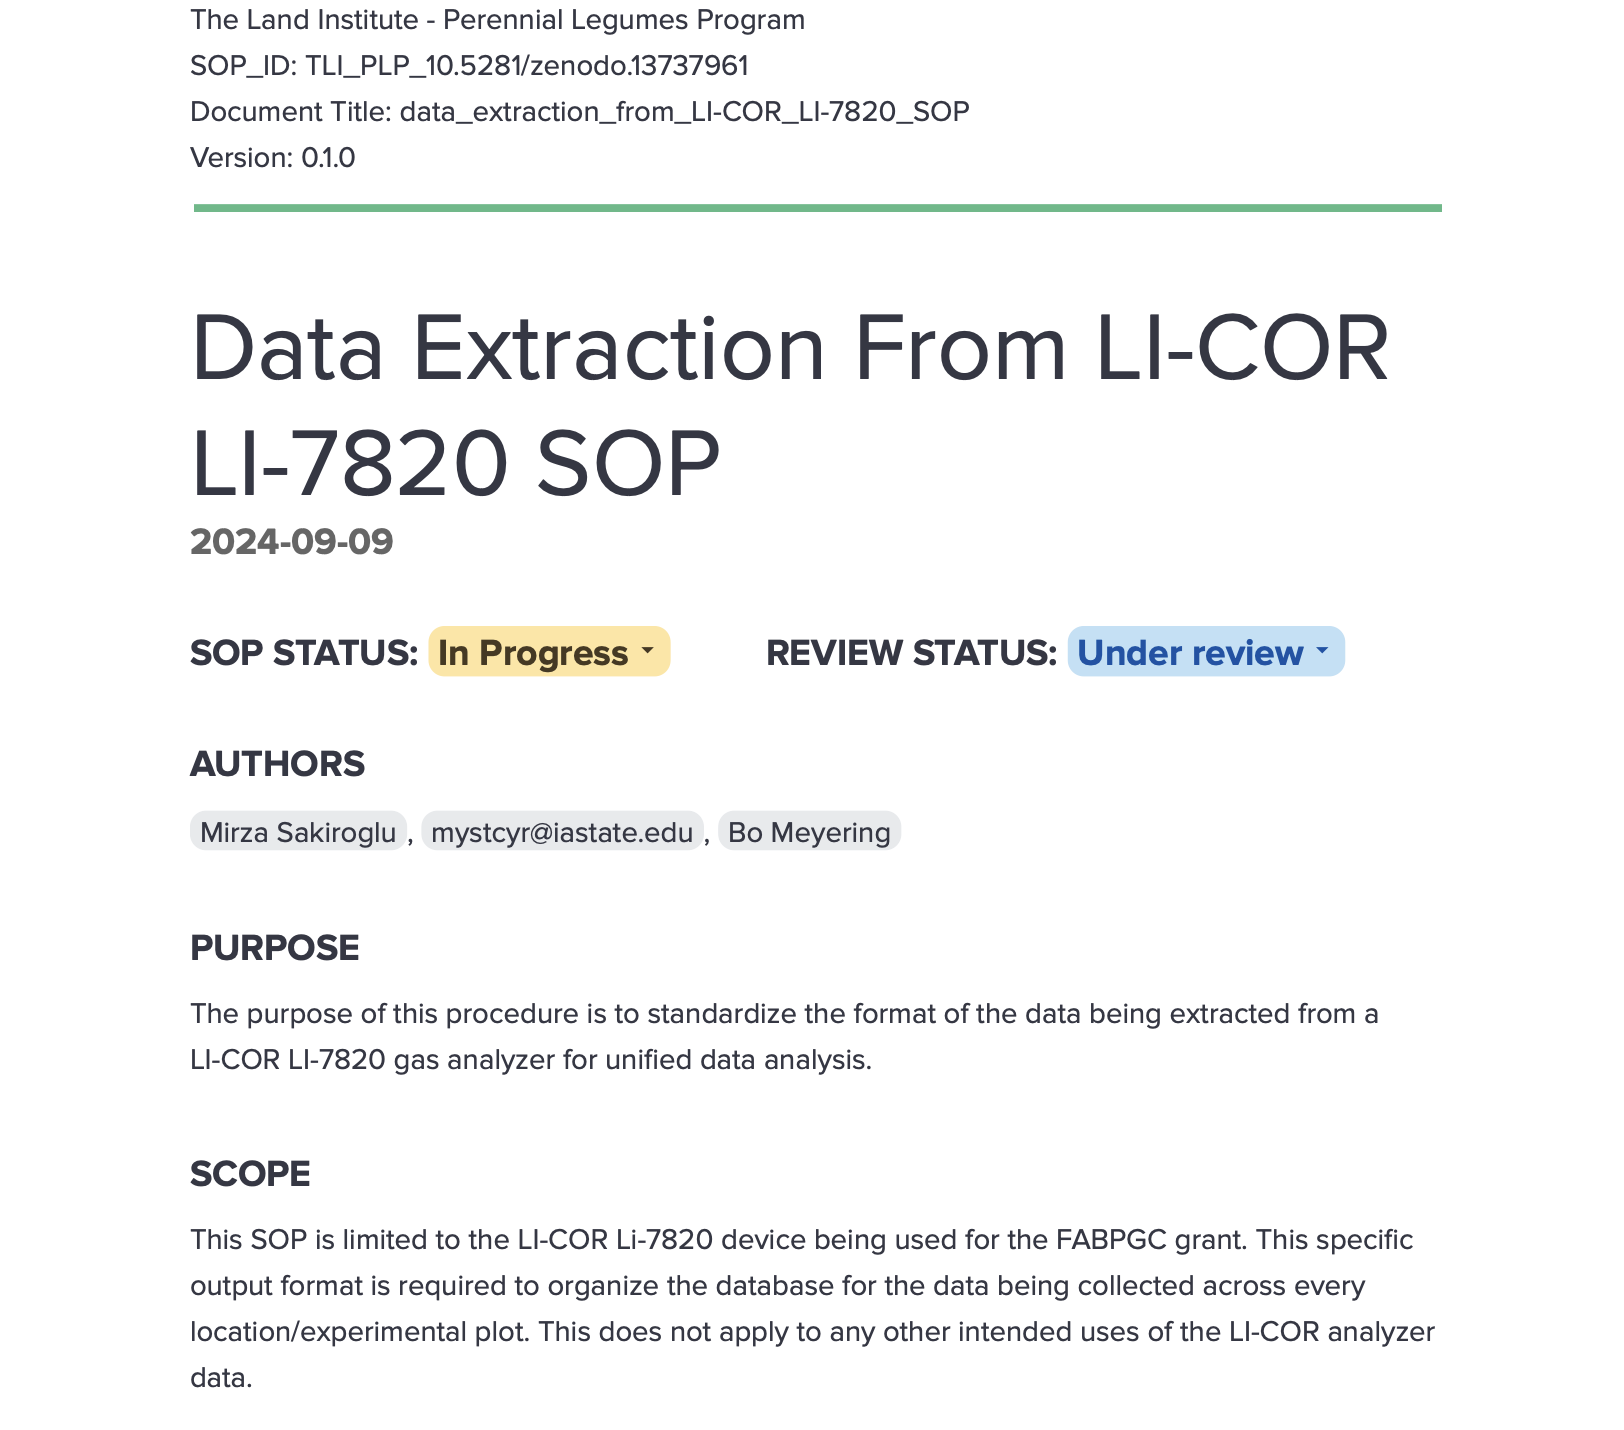 The Land Institute - Perennial Legumes Program
SOP_ID: TLI_PLP_10.5281/zenodo.13737961
Document Title: data_extraction_from_LI-COR_LI-7820_SOP
Version: 0.1.0
Data Extraction From LI-COR
LI-7820 SOP
2024-09-09
SOP STATUS: In Progress REVIEW STATUS: Under review
AUTHORS
Mirza Sakiroglu, mystcyr@iastate.edu, Bo Meyering
PURPOSE
The purpose of this procedure is to standardize the format of the data being extracted from a
LI-COR LI-7820 gas analyzer for unified data analysis.
SCOPE
This SOP is limited to the LI-COR Li-7820 device being used for the FABPGC grant. This specific
output format is required to organize the database for the data being collected across every
location/experimental plot. This does not apply to any other intended uses of the LI-COR analyzer
data.